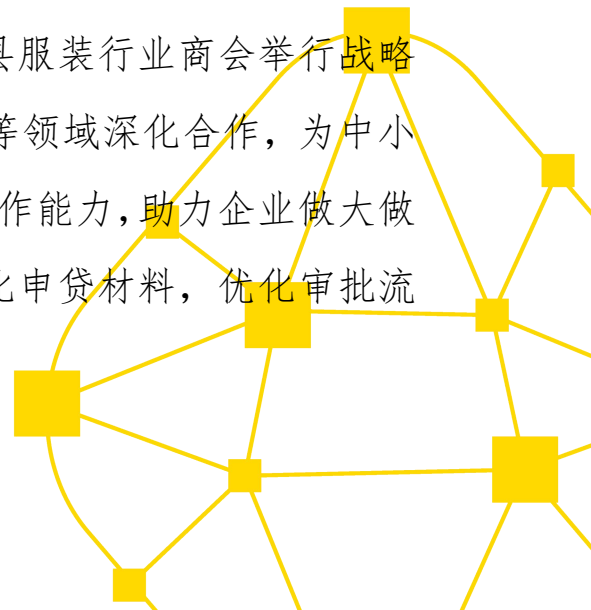 县服装行业商会举行战略
等领域深化合作，为中小
作能力，助力企业做大做
化申贷材料，优化审批流